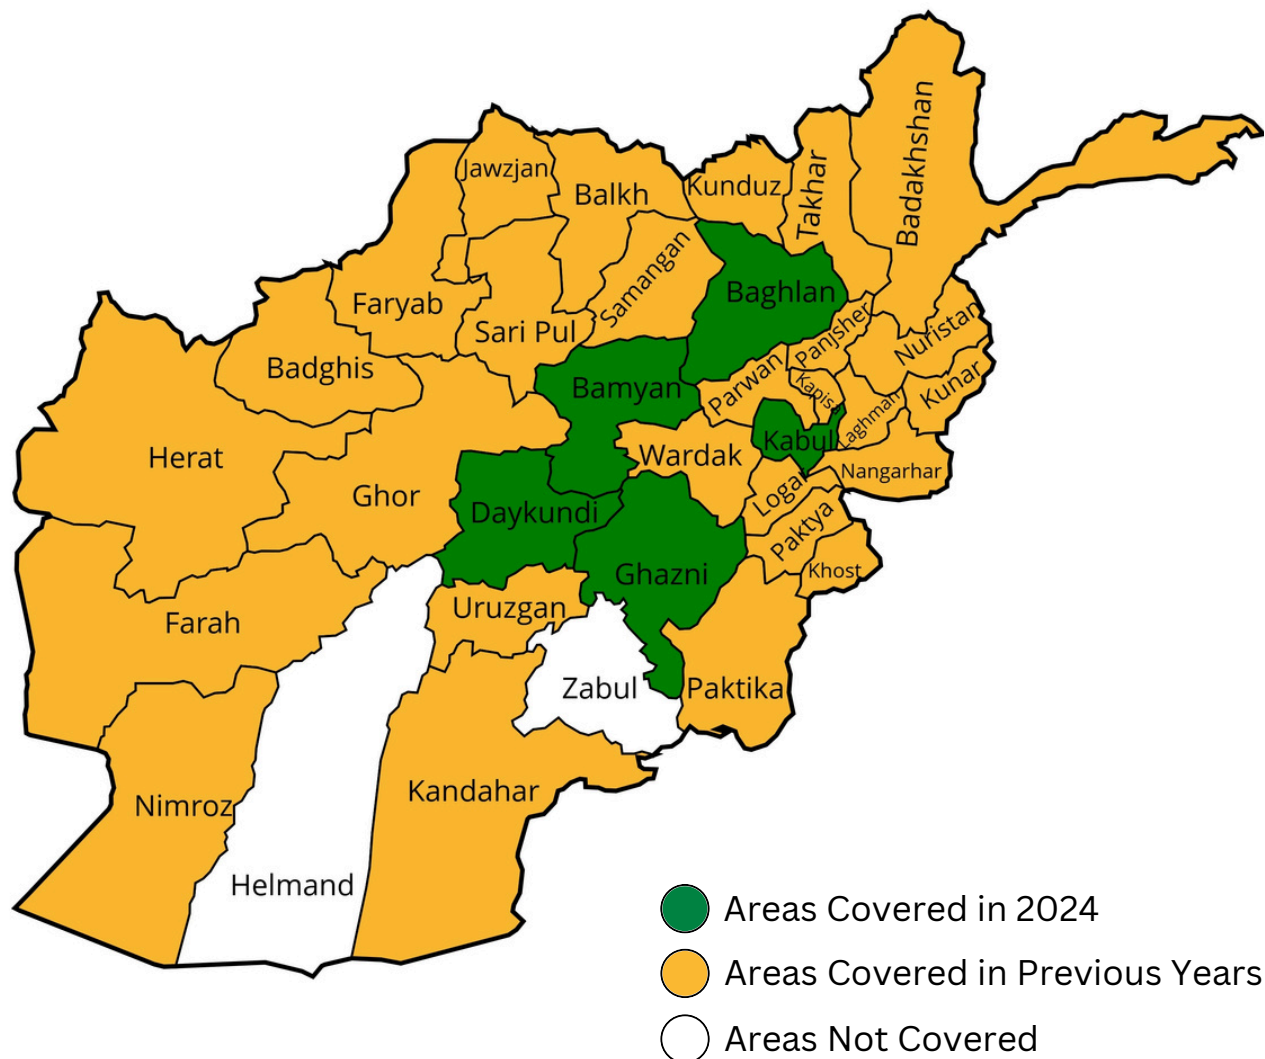 Badakhshan
Jawzjan
Balkh
Kunduz
Takhar
Samangan
Baghlan
Faryab
Sari Pul
Panjsher
Nuristan
Badghis
Bamyan
Parwan
Kapisa
Kunar
Laghman
Herat
Wardak
Kabul
Nangarhar
Ghor
Logar
Daykundi
Paktya
Ghazni
Khost
Farah
Uruzgan
Zabul
Paktika
Kandahar
Nimroz
Helmand
Areas Covered in 2024
Areas Covered in Previous Years
Areas Not Covered